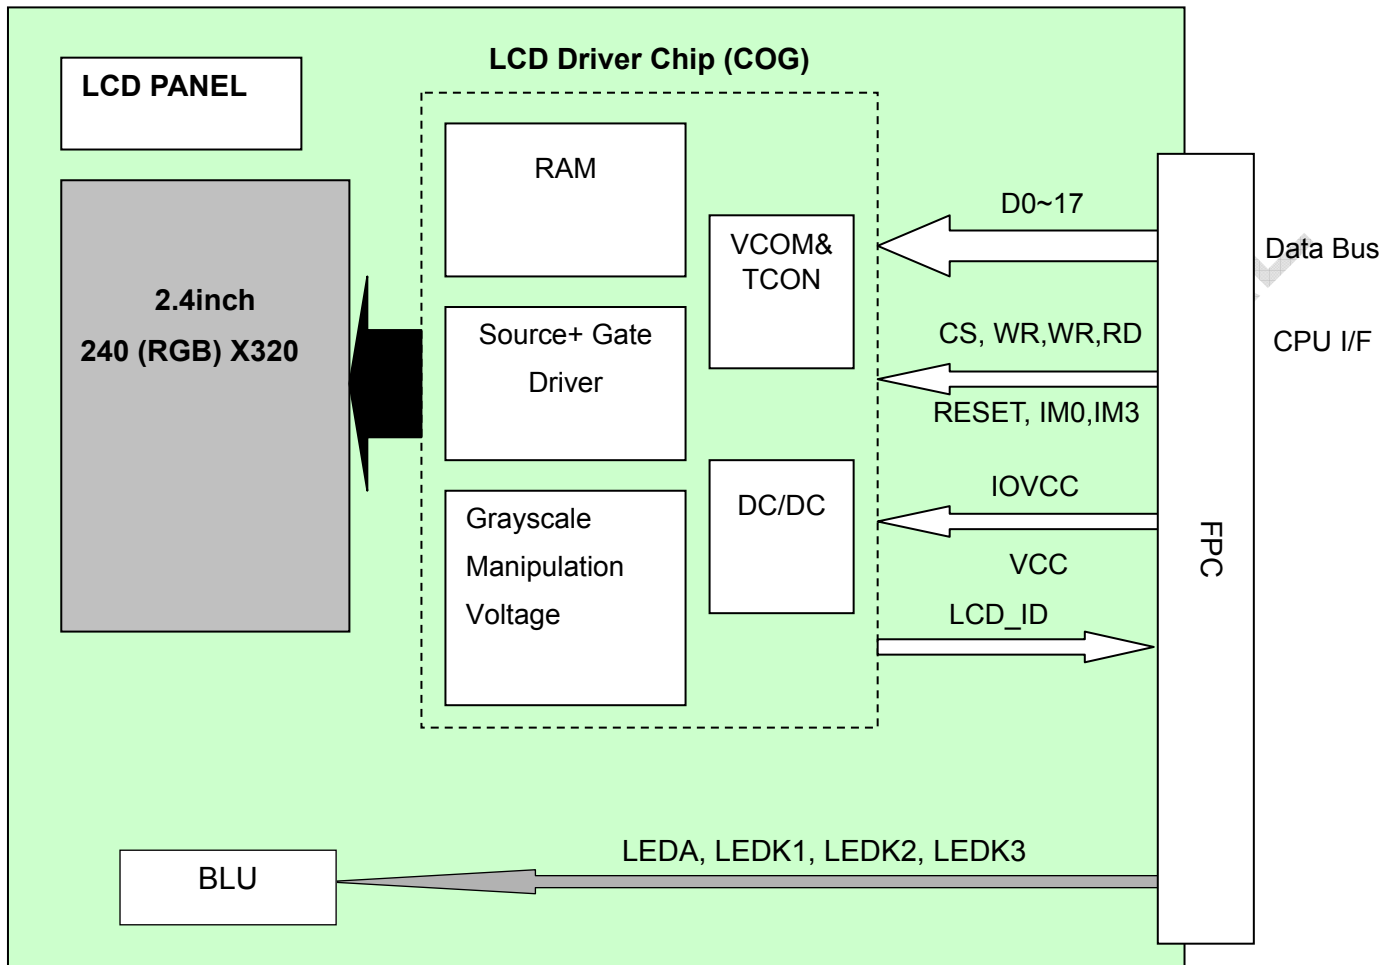 LCD Driver Chip (COG)
LCD PANEL
RAM
2.4inch
240 (RGB) X320
VCOM&
TCON
Source+ Gate
Driver
Grayscale
Manipulation
Voltage
DC/DC
D0~17
Data Bus
CS, WR,WR,RD
CPU I/F
RESET, IM0,IM3
IOVCC
VCC
LCD_ID
FPC
LEDA, LEDK1, LEDK2, LEDK3
BLU